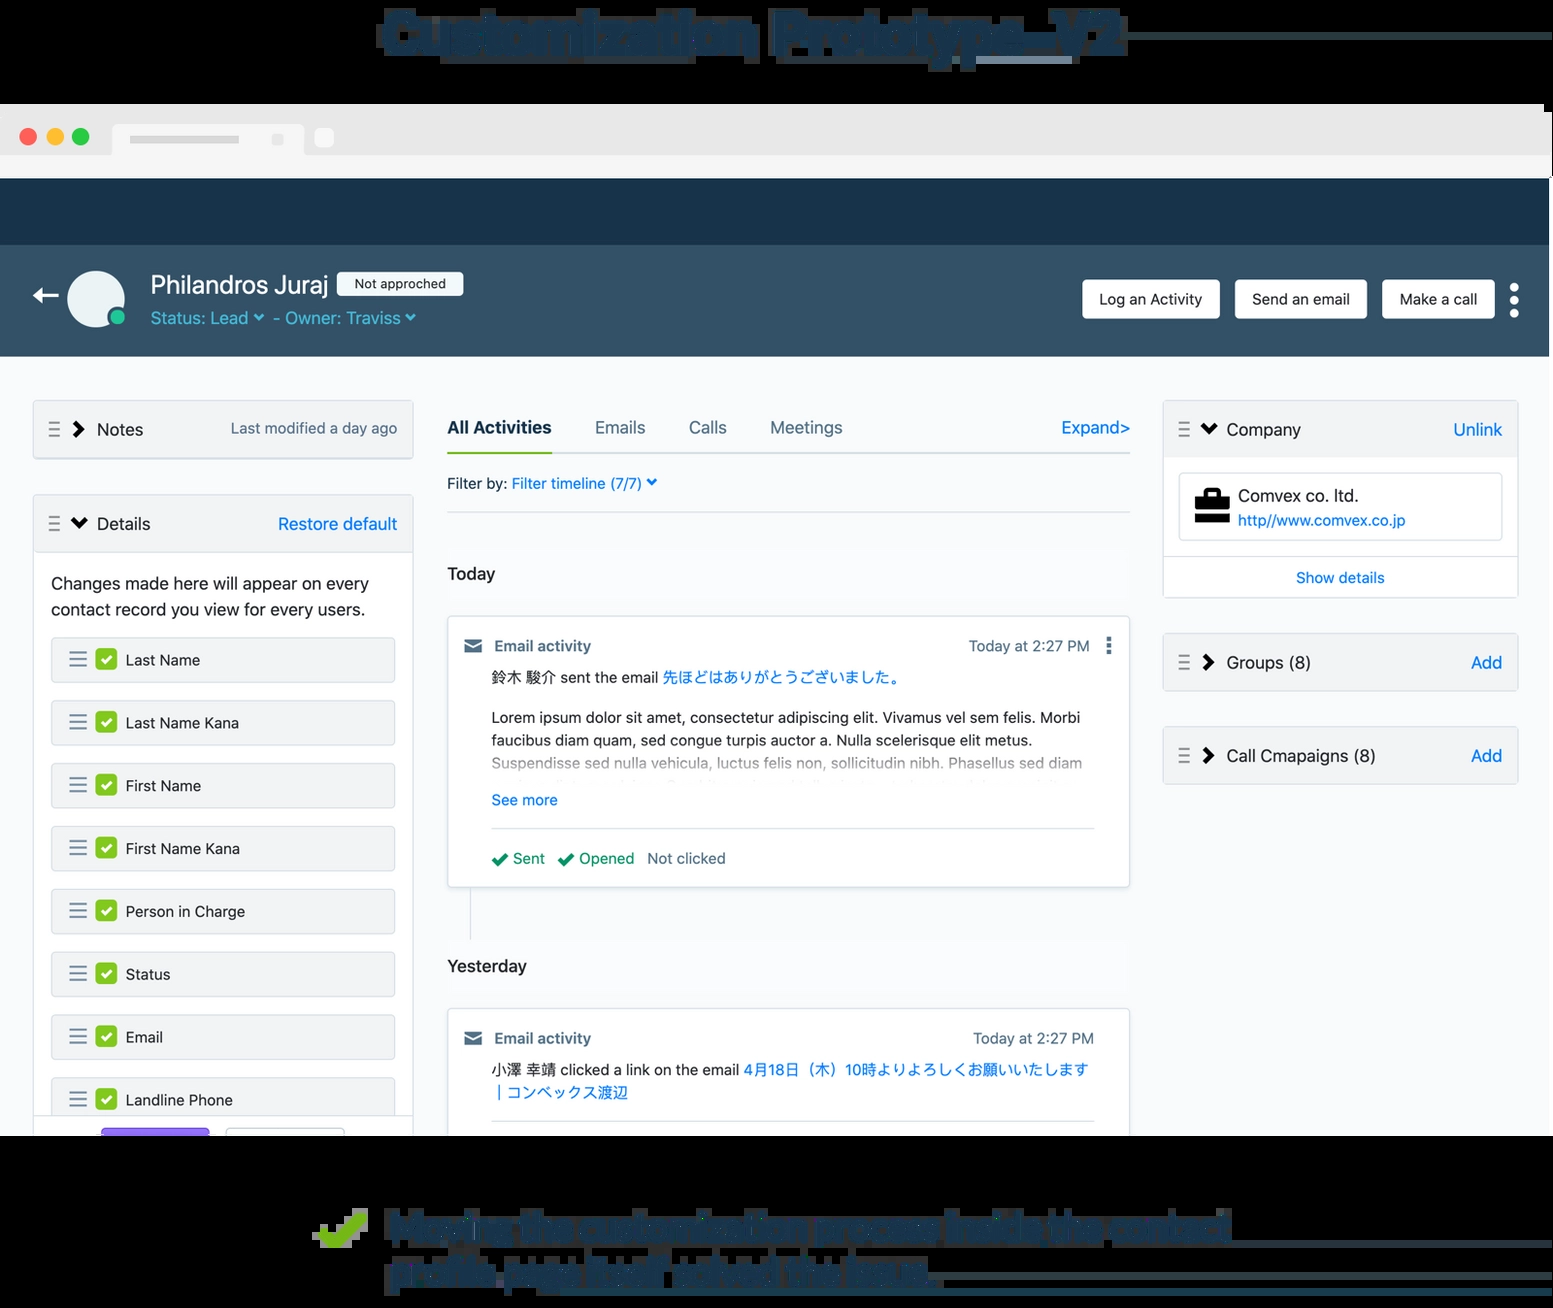 Customization Prototype_V2
Philandros Juraj
Not approched
Status: Lead - Owner: Traviss
Log an Activity
Send an email
Make a call
Notes
Last modified a day ago
Details
Restore default
Changes made here will appear on every
contact record you view for every users.
Last Name
Last Name Kana
First Name
First Name Kana
Person in Charge
Status
Email
Landline Phone
All Activities
Emails
Calls
Meetings
Expand>
Filter by: Filter timeline (7/7)
Today
Email activity
Today at 2:27 PM
鈴木 駿介 sent the email 先ほどはありがとうございました。
Lorem ipsum dolor sit amet, consectetur adipiscing elit. Vivamus vel sem felis. Morbi
faucibus diam quam, sed congue turpis auctor a. Nulla scelerisque elit metus.
Suspendisse sed nulla vehicula, luctus felis non, sollicitudin nibh. Phasellus sed diam
See more
Sent
Opened
Not clicked
Yesterday
Email activity
Today at 2:27 PM
小澤 幸靖 clicked a link on the email 4月18日（木）10時よりよろしくお願いいたします
｜コンベックス渡辺
Company
Unlink
Comvex co. ltd.
http//www.comvex.co.jp
Show details
Groups (8)
Add
Call Cmapaigns (8)
Add
Moving the customization process inside the contact
profile page itself solved the issue.